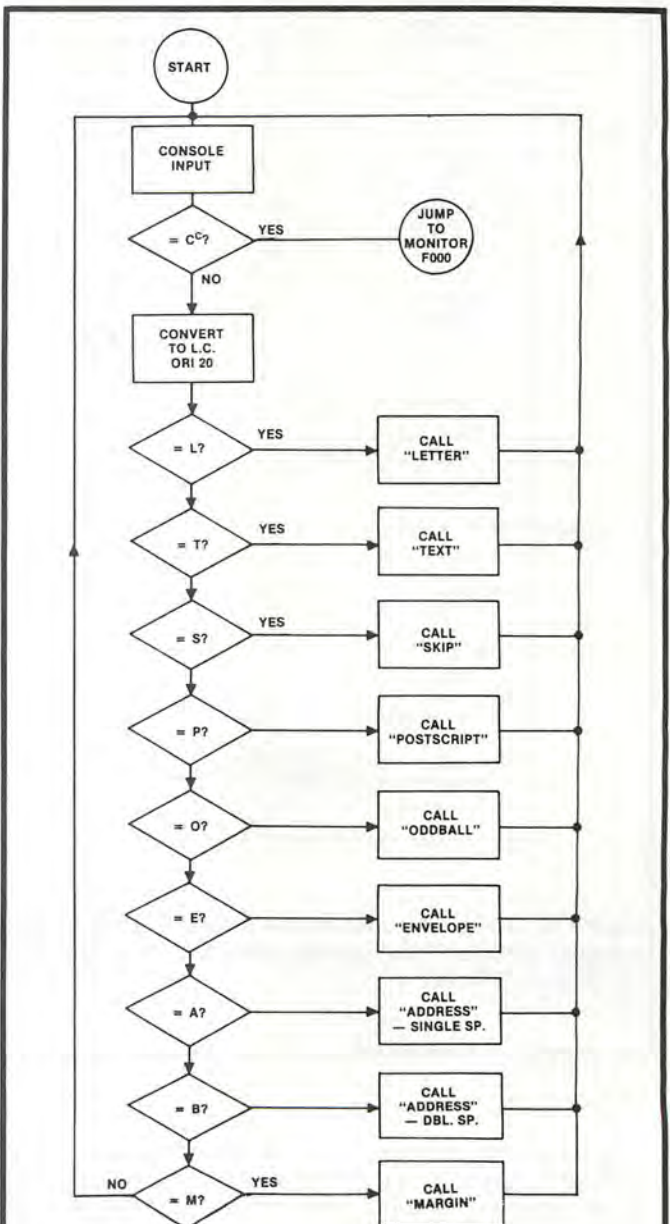 START
CONSOLE
INPUT
= Cᶜ?
YES
JUMP
TO
MONITOR
F000
NO
CONVERT
TO L.C.
ORI 20
= L?
YES
CALL
"LETTER"
= T?
YES
CALL
"TEXT"
= S?
YES
CALL
"SKIP"
= P?
CALL
"POSTSCRIPT"
= O?
CALL
"ODDBALL"
= E?
CALL
"ENVELOPE"
= A?
CALL
"ADDRESS"
— SINGLE SP.
= B?
CALL
"ADDRESS"
— DBL. SP.
NO
= M?
YES
CALL
"MARGIN"